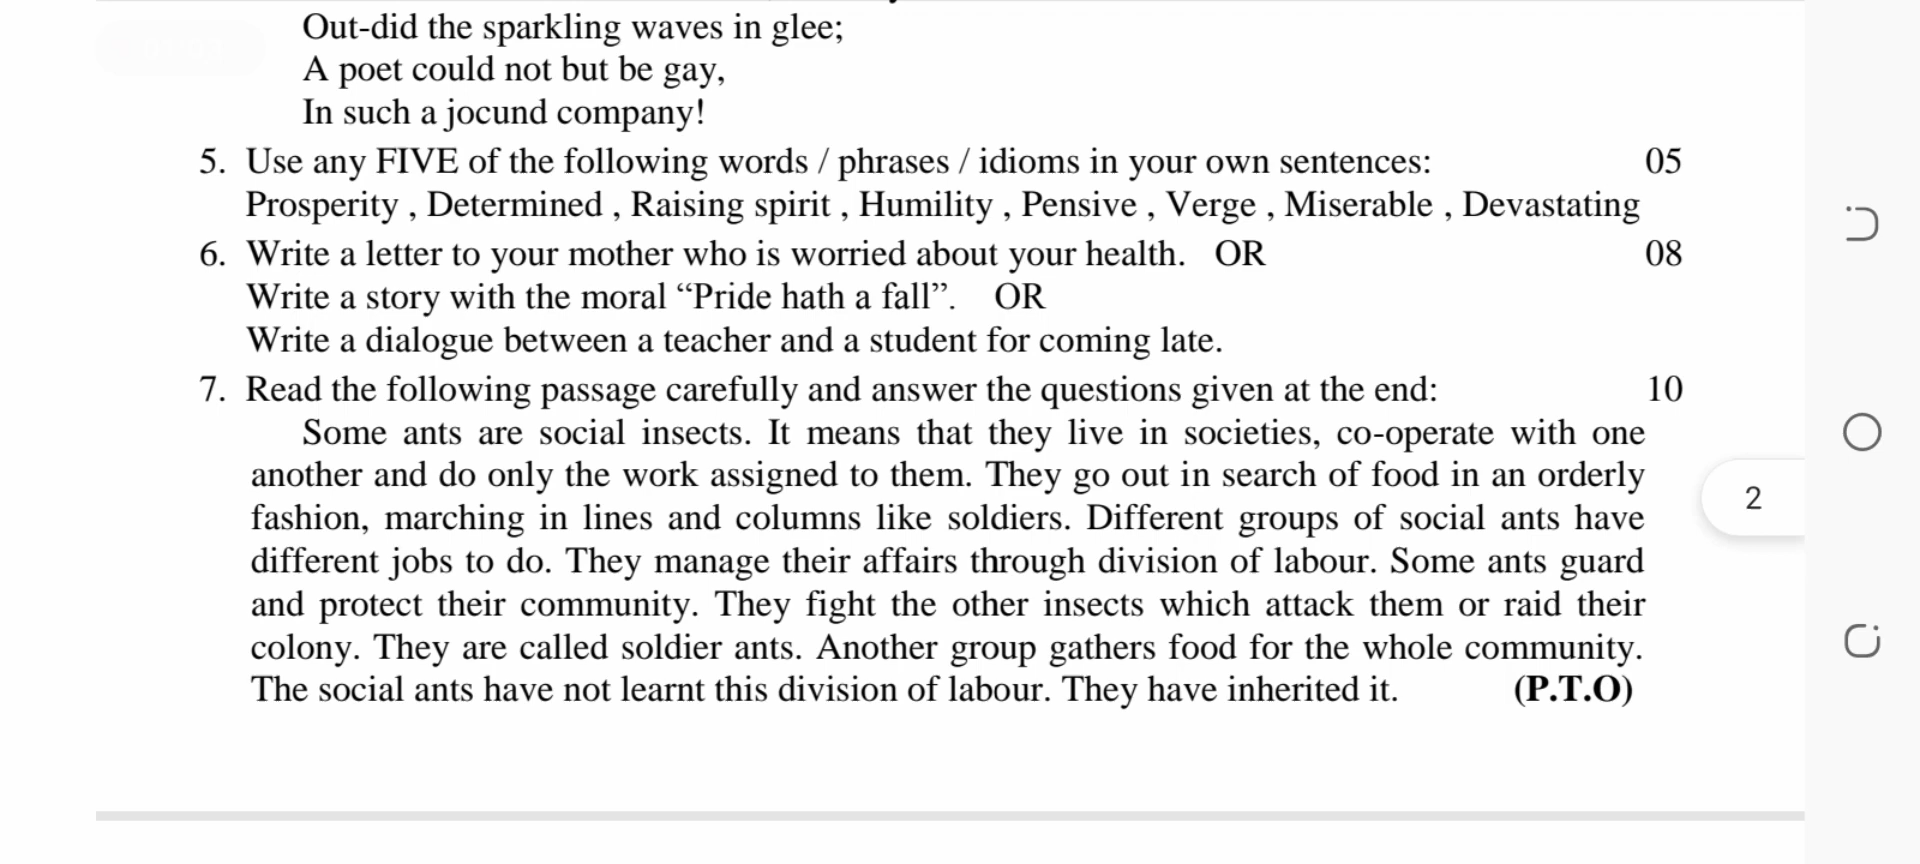 Out-did the sparkling waves in glee;
A poet could not but be gay,
In such a jocund company!
5. Use any FIVE of the following words / phrases / idioms in your own sentences: 05
Prosperity , Determined , Raising spirit , Humility , Pensive , Verge , Miserable , Devastating
6. Write a letter to your mother who is worried about your health. OR 08
Write a story with the moral “Pride hath a fall”. OR
Write a dialogue between a teacher and a student for coming late.
7. Read the following passage carefully and answer the questions given at the end: 10
Some ants are social insects. It means that they live in societies, co-operate with one
another and do only the work assigned to them. They go out in search of food in an orderly
fashion, marching in lines and columns like soldiers. Different groups of social ants have
different jobs to do. They manage their affairs through division of labour. Some ants guard
and protect their community. They fight the other insects which attack them or raid their
colony. They are called soldier ants. Another group gathers food for the whole community.
The social ants have not learnt this division of labour. They have inherited it. (P.T.O)
2